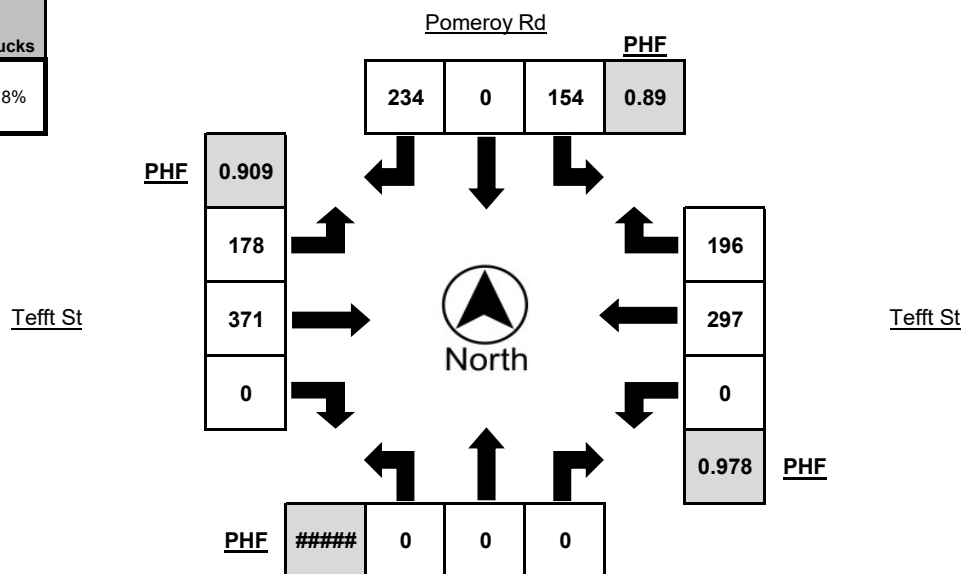 Pomeroy Rd
PHF
234 0 154 0.89
8%
PHF 0.909
178
196
Tefft St 371
297 Tefft St
North
0
0
0.978 PHF
PHF ##### 0 0 0